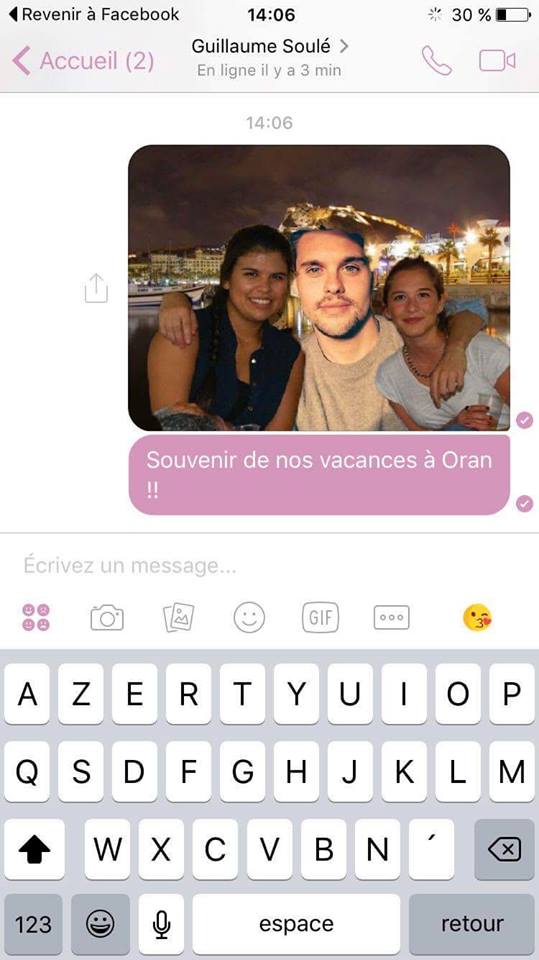 Revenir à Facebook 14:06 30 %
Accueil (2) Guillaume Soulé
En ligne il y a 3 min
14:06
Souvenir de nos vacances à Oran
!!
Écrivez un message...
GIF
A Z E R T Y U I O P
Q S D F G H J K L M
W X C V B N ´
123 espace retour